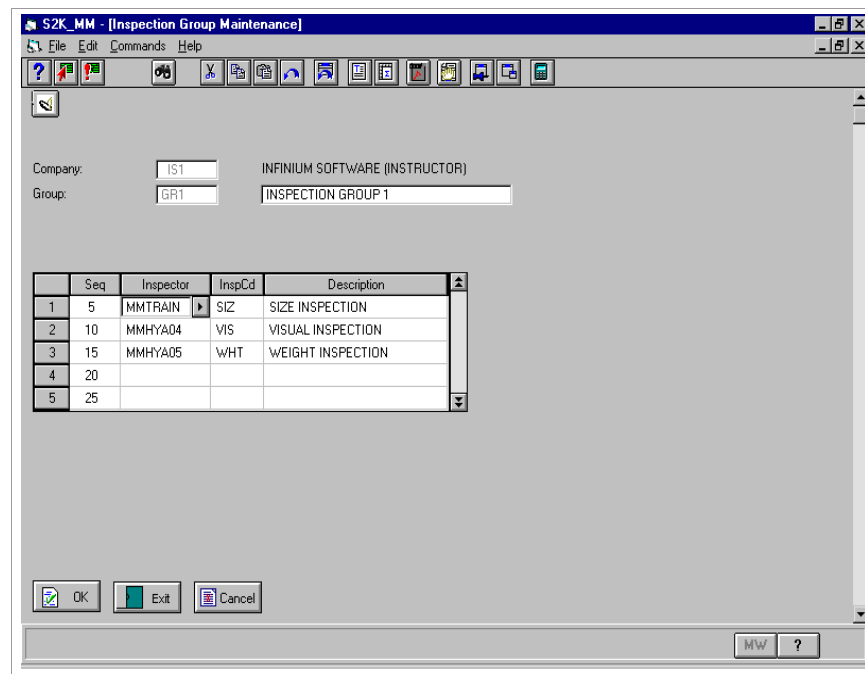 S2K_MM - [Inspection Group Maintenance]
File Edit Commands Help
Company: IS1 INFINIUM SOFTWARE (INSTRUCTOR)
Group: GR1 INSPECTION GROUP 1
Seq Inspector InspCd Description
1 5 MMTRAIN SIZ SIZE INSPECTION
2 10 MMHYA04 VIS VISUAL INSPECTION
3 15 MMHYA05 WHT WEIGHT INSPECTION
4 20
5 25
OK Exit Cancel
MW ?